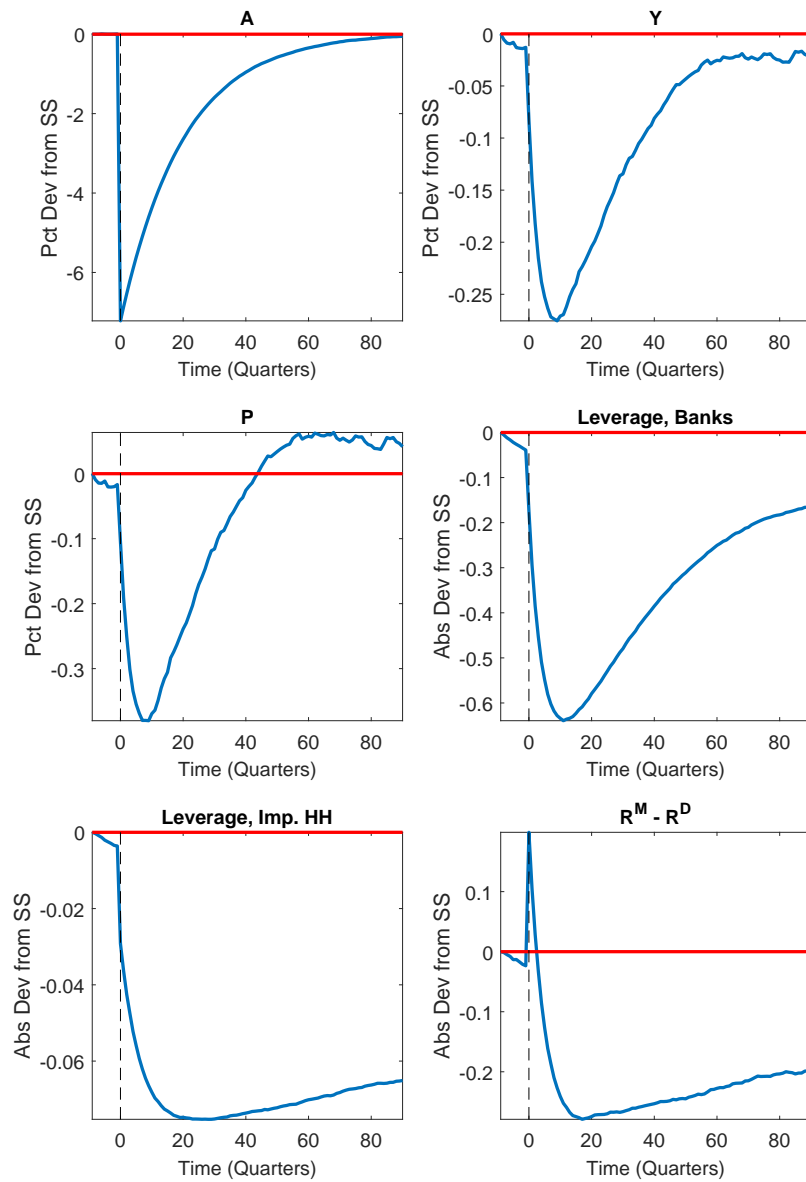 A
Pct Dev from SS
0
-2
-4
-6
0 20 40 60 80
Time (Quarters)
Y
Pct Dev from SS
0
-0.05
-0.1
-0.15
-0.2
-0.25
0 20 40 60 80
Time (Quarters)
P
Pct Dev from SS
0
-0.1
-0.2
-0.3
0 20 40 60 80
Time (Quarters)
Leverage, Banks
Abs Dev from SS
0
-0.1
-0.2
-0.3
-0.4
-0.5
-0.6
0 20 40 60 80
Time (Quarters)
Leverage, Imp. HH
Abs Dev from SS
0
-0.02
-0.04
-0.06
0 20 40 60 80
Time (Quarters)
R^M - R^D
Abs Dev from SS
0.1
0
-0.1
-0.2
0 20 40 60 80
Time (Quarters)